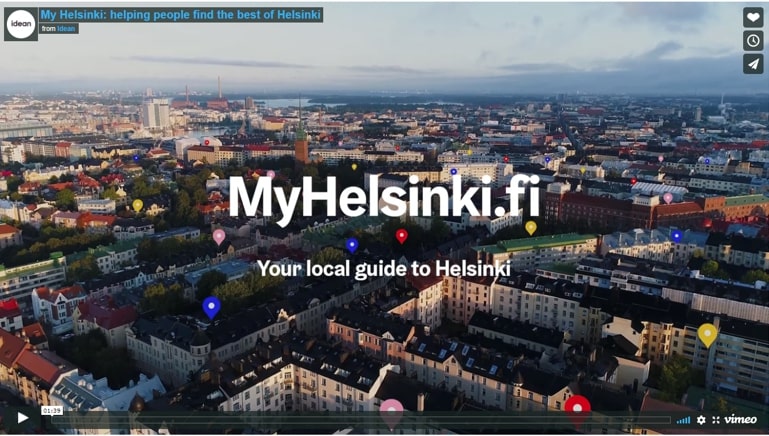 idean
My Helsinki: helping people find the best of Helsinki
from Idean
MyHelsinki.fi
Your local guide to Helsinki
01:39
vimeo